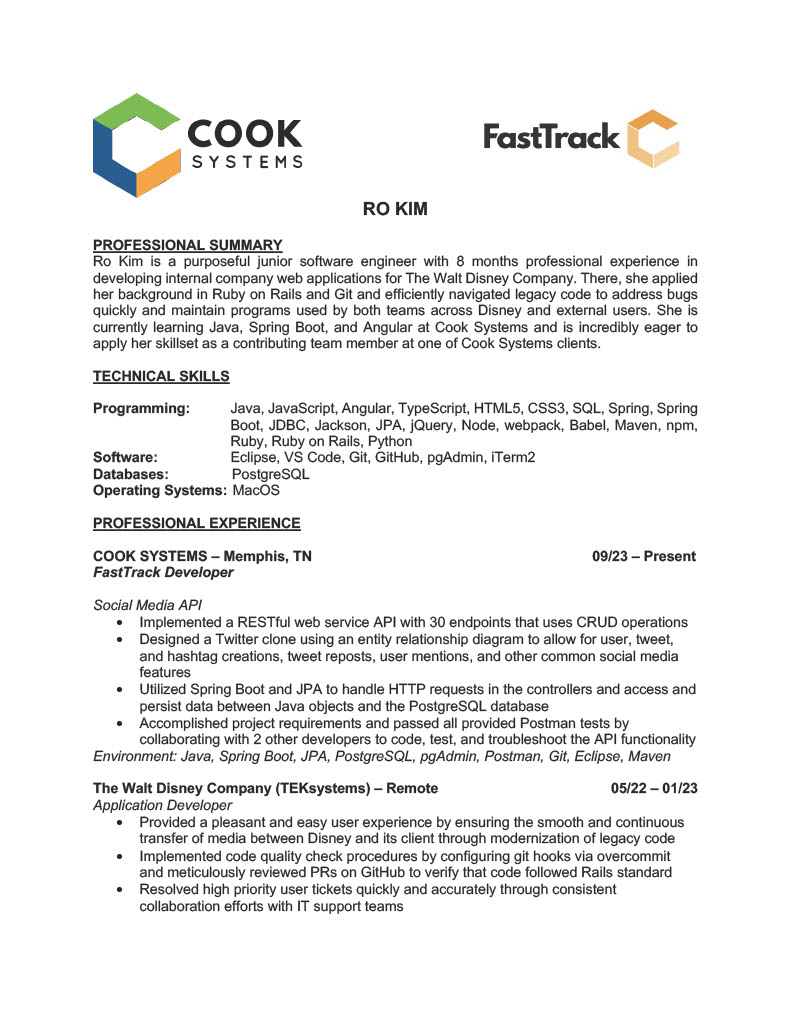 COOK
SYSTEMS
FastTrack
RO KIM
PROFESSIONAL SUMMARY
Ro Kim is a purposeful junior software engineer with 8 months professional experience in
developing internal company web applications for The Walt Disney Company. There, she applied
her background in Ruby on Rails and Git and efficiently navigated legacy code to address bugs
quickly and maintain programs used by both teams across Disney and external users. She is
currently learning Java, Spring Boot, and Angular at Cook Systems and is incredibly eager to
apply her skillset as a contributing team member at one of Cook Systems clients.
TECHNICAL SKILLS
Programming: Java, JavaScript, Angular, TypeScript, HTML5, CSS3, SQL, Spring, Spring
Boot, JDBC, Jackson, JPA, jQuery, Node, webpack, Babel, Maven, npm,
Ruby, Ruby on Rails, Python
Software: Eclipse, VS Code, Git, GitHub, pgAdmin, iTerm2
Databases: PostgreSQL
Operating Systems: MacOS
PROFESSIONAL EXPERIENCE
COOK SYSTEMS – Memphis, TN 09/23 – Present
FastTrack Developer
Social Media API
• Implemented a RESTful web service API with 30 endpoints that uses CRUD operations
• Designed a Twitter clone using an entity relationship diagram to allow for user, tweet,
and hashtag creations, tweet reposts, user mentions, and other common social media
features
• Utilized Spring Boot and JPA to handle HTTP requests in the controllers and access and
persist data between Java objects and the PostgreSQL database
• Accomplished project requirements and passed all provided Postman tests by
collaborating with 2 other developers to code, test, and troubleshoot the API functionality
Environment: Java, Spring Boot, JPA, PostgreSQL, pgAdmin, Postman, Git, Eclipse, Maven
The Walt Disney Company (TEKsystems) – Remote 05/22 – 01/23
Application Developer
• Provided a pleasant and easy user experience by ensuring the smooth and continuous
transfer of media between Disney and its client through modernization of legacy code
• Implemented code quality check procedures by configuring git hooks via overcommit
and meticulously reviewed PRs on GitHub to verify that code followed Rails standard
• Resolved high priority user tickets quickly and accurately through consistent
collaboration efforts with IT support teams